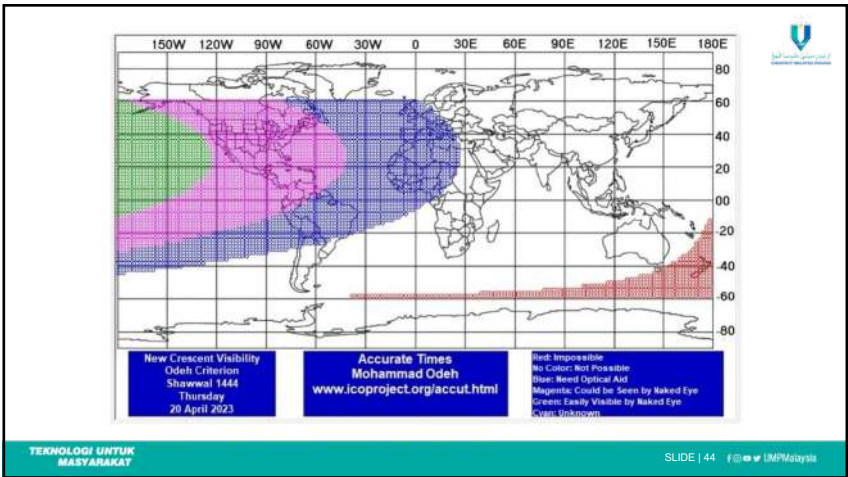 150W 120W 90W 60W 30W 0 30E 60E 90E 120E 150E 180E
80
60
40
20
00
-20
-40
-60
-80
New Crescent Visibility
Odeh Criterion
Shawwal 1444
Thursday
20 April 2023
Accurate Times
Mohammad Odeh
www.icoproject.org/accut.html
Red: Impossible
No Color: Not Possible
Blue: Need Optical Aid
Magenta: Could be Seen by Naked Eye
Green: Easily Visible by Naked Eye
Cyan: Unknown
UNIVERSITI MALAYSIA PAHANG
TEKNOLOGI UNTUK
MASYARAKAT
SLIDE | 44
UMPMalaysia